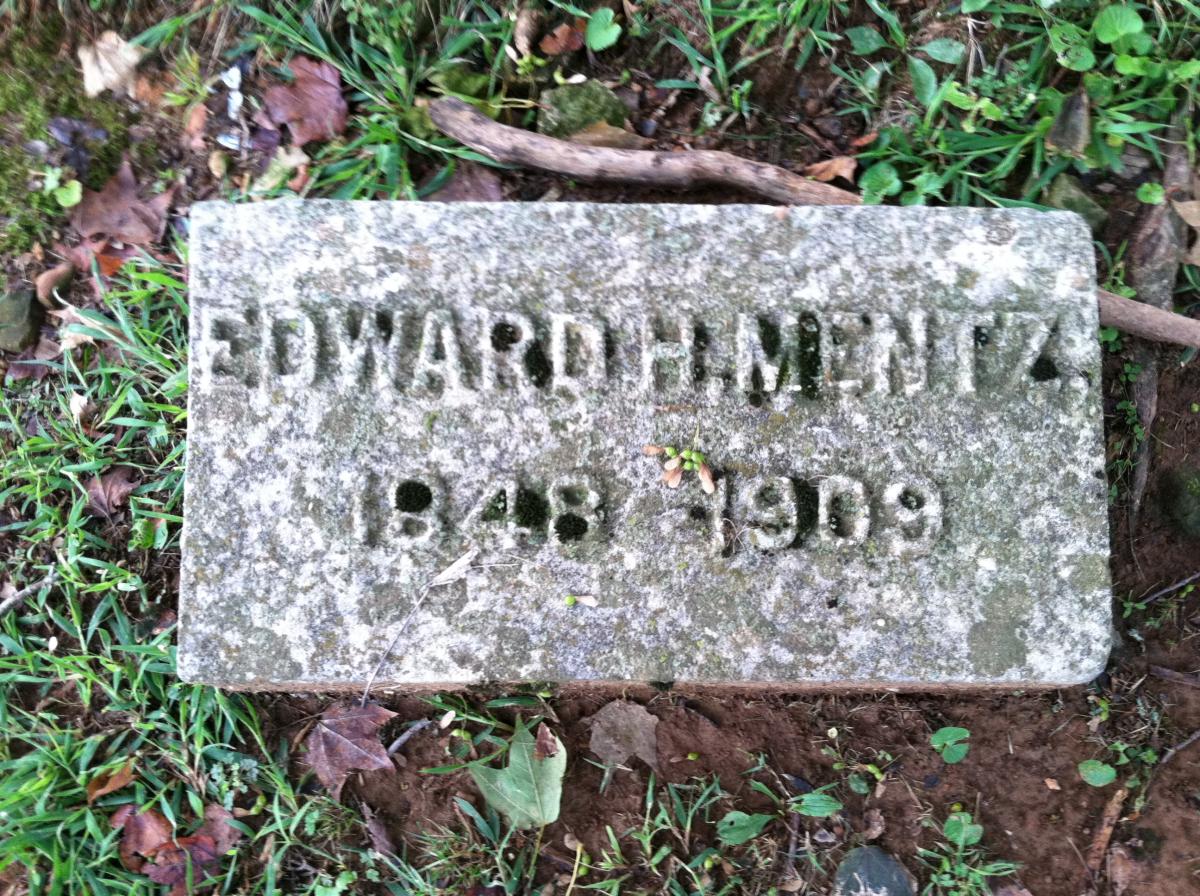 EDWARD H. MENTZ
1848 - 1909